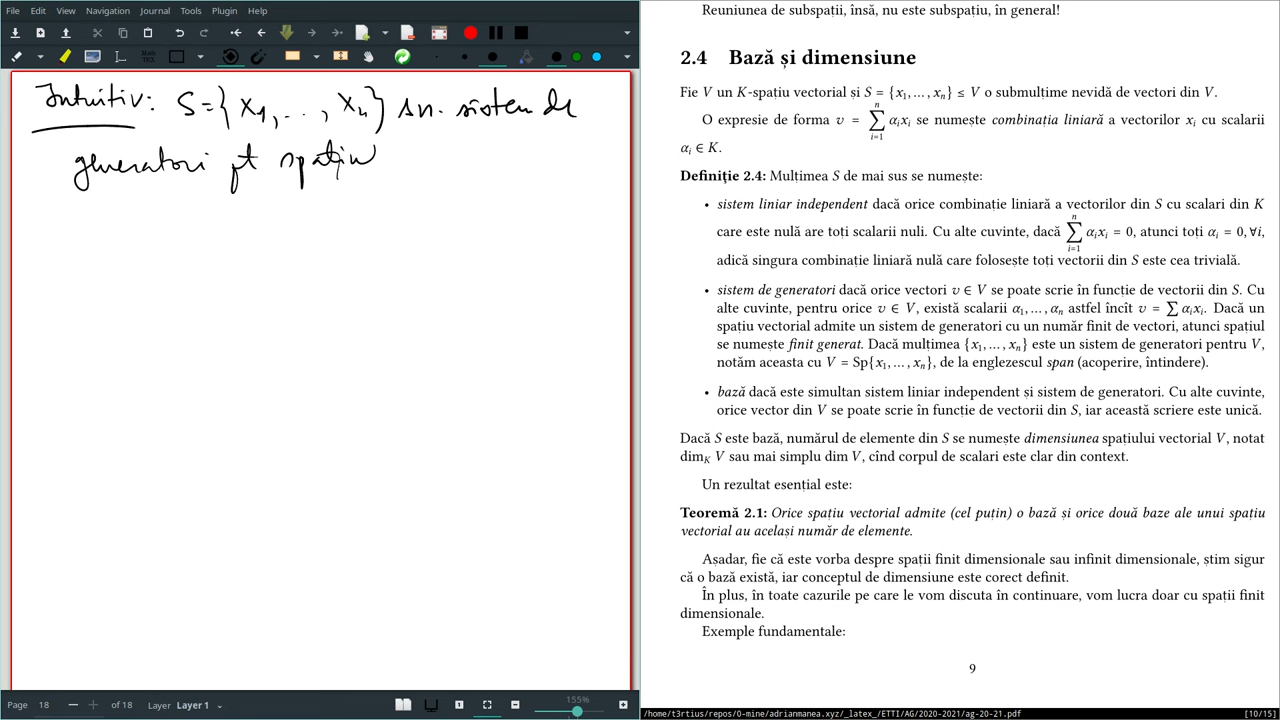 File Edit View Journal Tools Plugin Help
Intuitiv: S={x1, ..., xn} s.n. sistem de
generatori pt spațiu
Page 18 of 18 Layer Layer 1 155%
Reuniunea de subspații, însă, nu este subspațiu, în general!
2.4 Bază și dimensiune
Fie V un K-spațiu vectorial și S = {x1, … , xn} ≤ V o submulțime nevidă de vectori din V.
O expresie de forma v = ∑_{i=1}^{n} αixi se numește combinația liniară a vectorilor xi cu scalarii
αi ∈ K.
Definiție 2.4: Mulțimea S de mai sus se numește:
• sistem liniar independent dacă orice combinație liniară a vectorilor din S cu scalari din K
care este nulă are toți scalarii nuli. Cu alte cuvinte, dacă ∑_{i=1}^{n} αixi = 0, atunci toți αi = 0, ∀i,
adică singura combinație liniară nulă care folosește toți vectorii din S este cea trivială.
• sistem de generatori dacă orice vectori v ∈ V se poate scrie în funcție de vectorii din S. Cu
alte cuvinte, pentru orice v ∈ V, există scalarii α1, … , αn astfel încît v = ∑ αixi. Dacă un
spațiu vectorial admite un sistem de generatori cu un număr finit de vectori, atunci spațiul
se numește finit generat. Dacă mulțimea {x1, … , xn} este un sistem de generatori pentru V,
notăm aceasta cu V = Sp{x1, … , xn}, de la englezescul span (acoperire, întindere).
• bază dacă este simultan sistem liniar independent și sistem de generatori. Cu alte cuvinte,
orice vector din V se poate scrie în funcție de vectorii din S, iar această scriere este unică.
Dacă S este bază, numărul de elemente din S se numește dimensiunea spațiului vectorial V, notat
dimK V sau mai simplu dim V, cînd corpul de scalari este clar din context.
Un rezultat esențial este:
Teoremă 2.1: Orice spațiu vectorial admite (cel puțin) o bază și orice două baze ale unui spațiu
vectorial au același număr de elemente.
Așadar, fie că este vorba despre spații finit dimensionale sau infinit dimensionale, știm sigur
că o bază există, iar conceptul de dimensiune este corect definit.
În plus, în toate cazurile pe care le vom discuta în continuare, vom lucra doar cu spații finit
dimensionale.
Exemple fundamentale:
9
/home/t3rtius/repos/0-mine/adrianmanea.xyz/_latex_/ETTI/AG/2020-2021/ag-20-21.pdf [10/15]